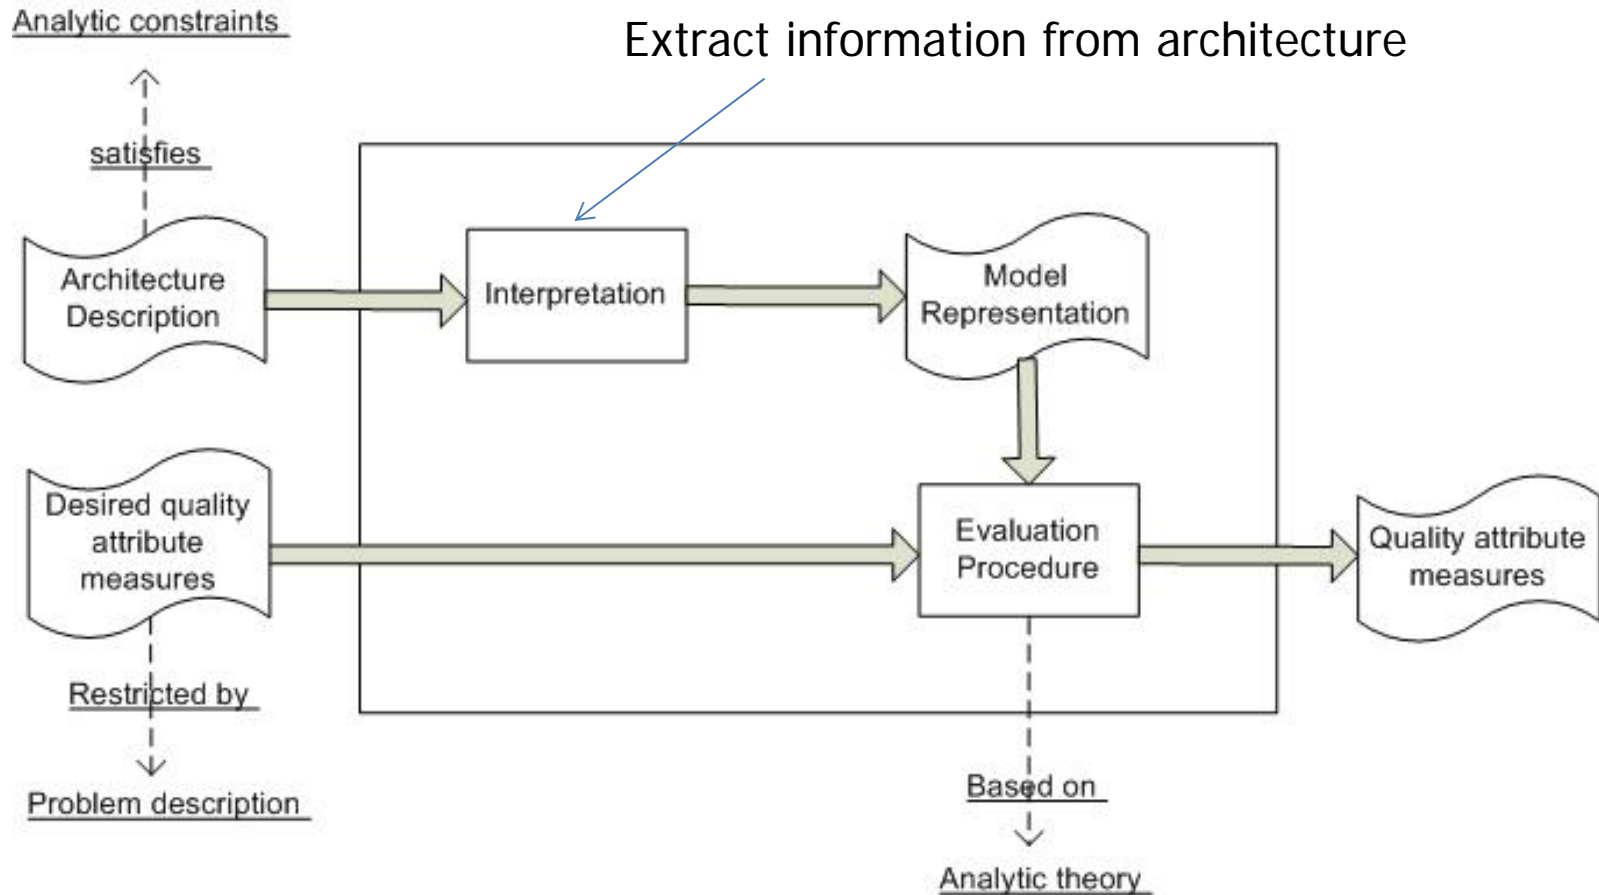 Analytic constraints
Extract information from architecture
satisfies
Architecture
Description
Interpretation
Model
Representation
Desired quality
attribute
measures
Evaluation
Procedure
Quality attribute
measures
Restricted by
Problem description
Based on
Analytic theory